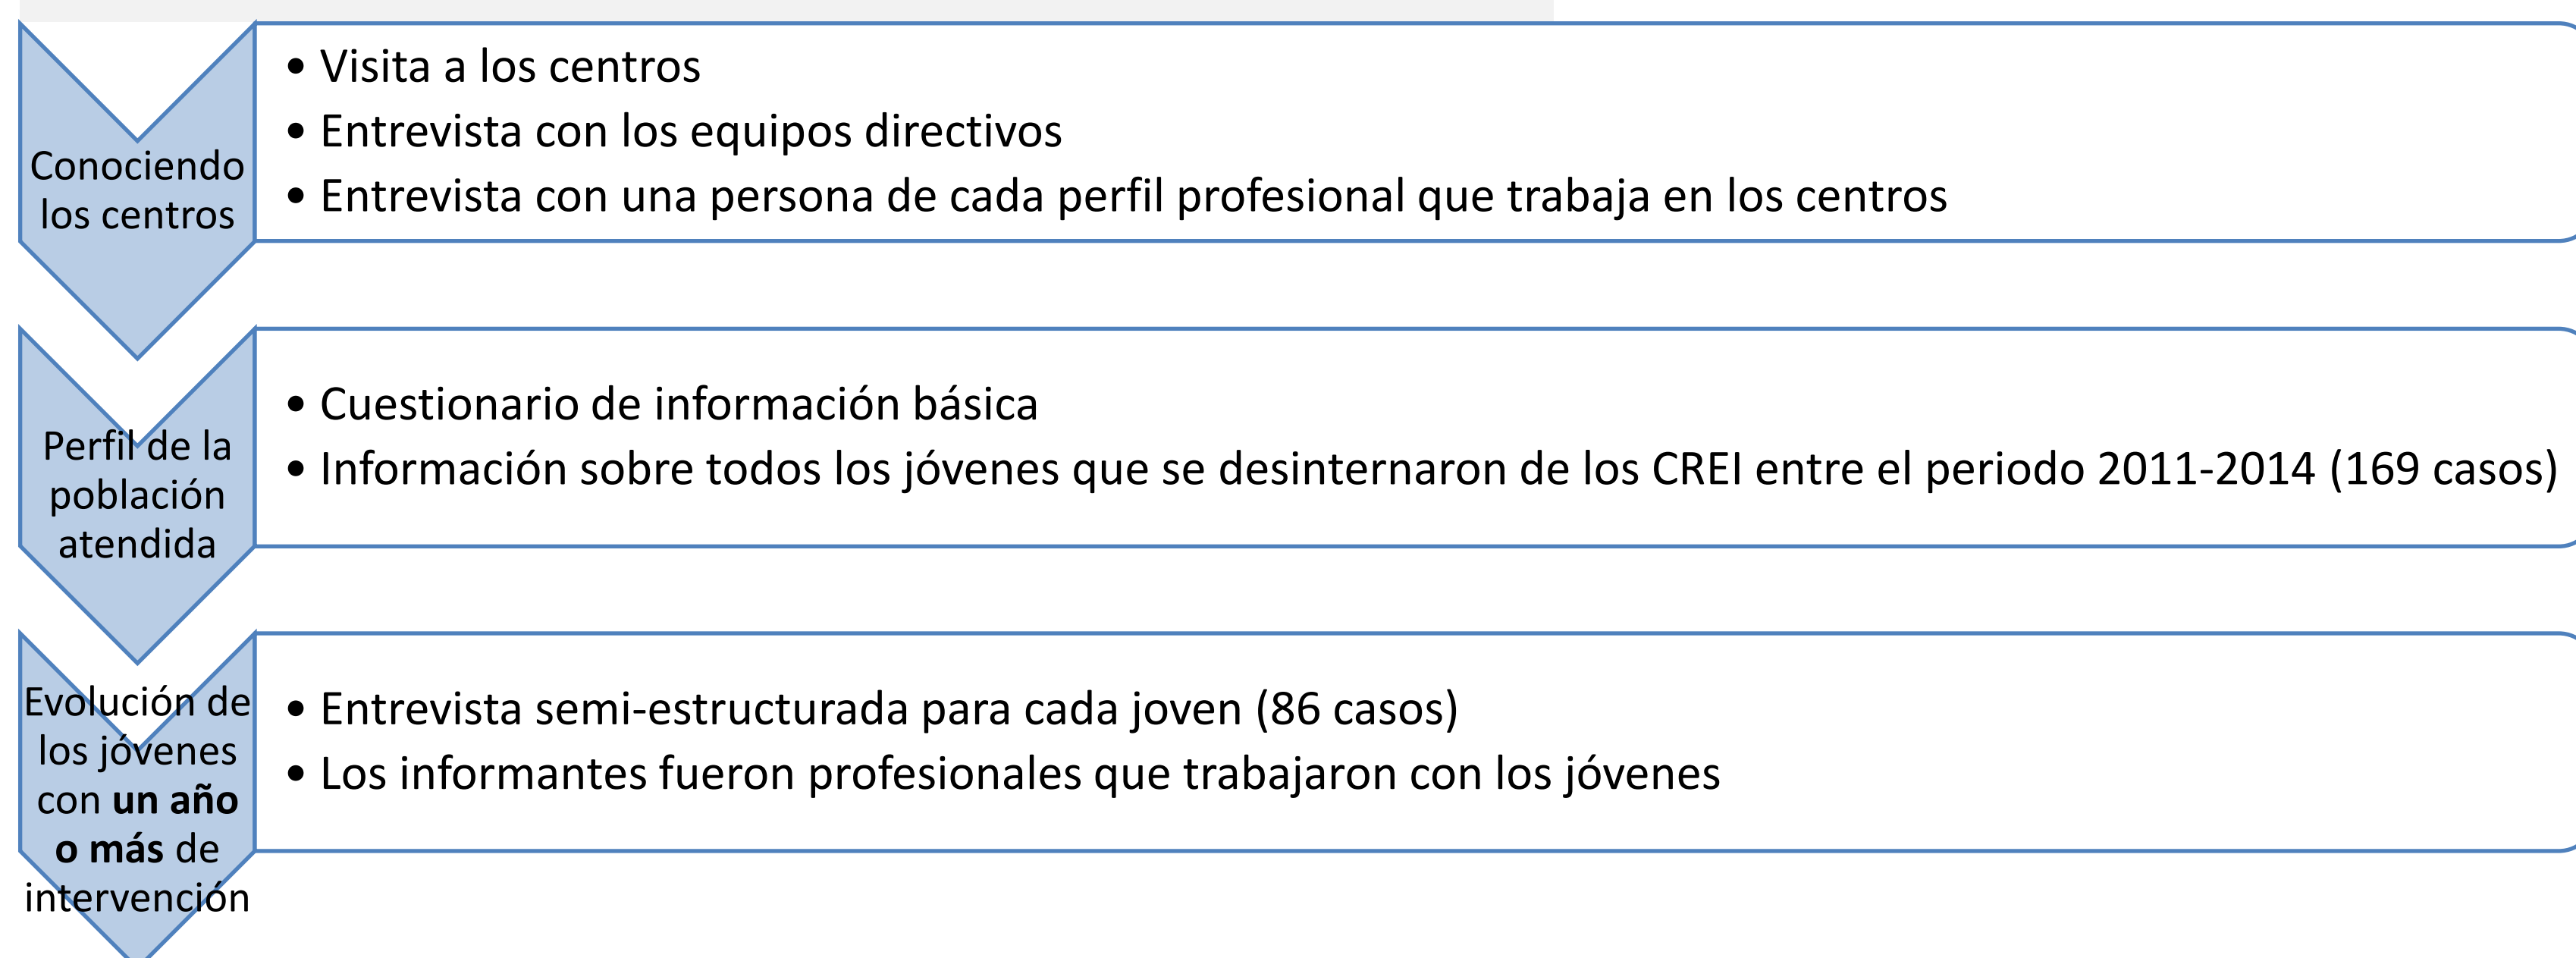 Conociendo
los centros
• Visita a los centros
• Entrevista con los equipos directivos
• Entrevista con una persona de cada perfil profesional que trabaja en los centros
Perfil de la
población
atendida
• Cuestionario de información básica
• Información sobre todos los jóvenes que se desinternaron de los CREI entre el periodo 2011-2014 (169 casos)
Evolución de
los jóvenes
con un año
o más de
intervención
• Entrevista semi-estructurada para cada joven (86 casos)
• Los informantes fueron profesionales que trabajaron con los jóvenes